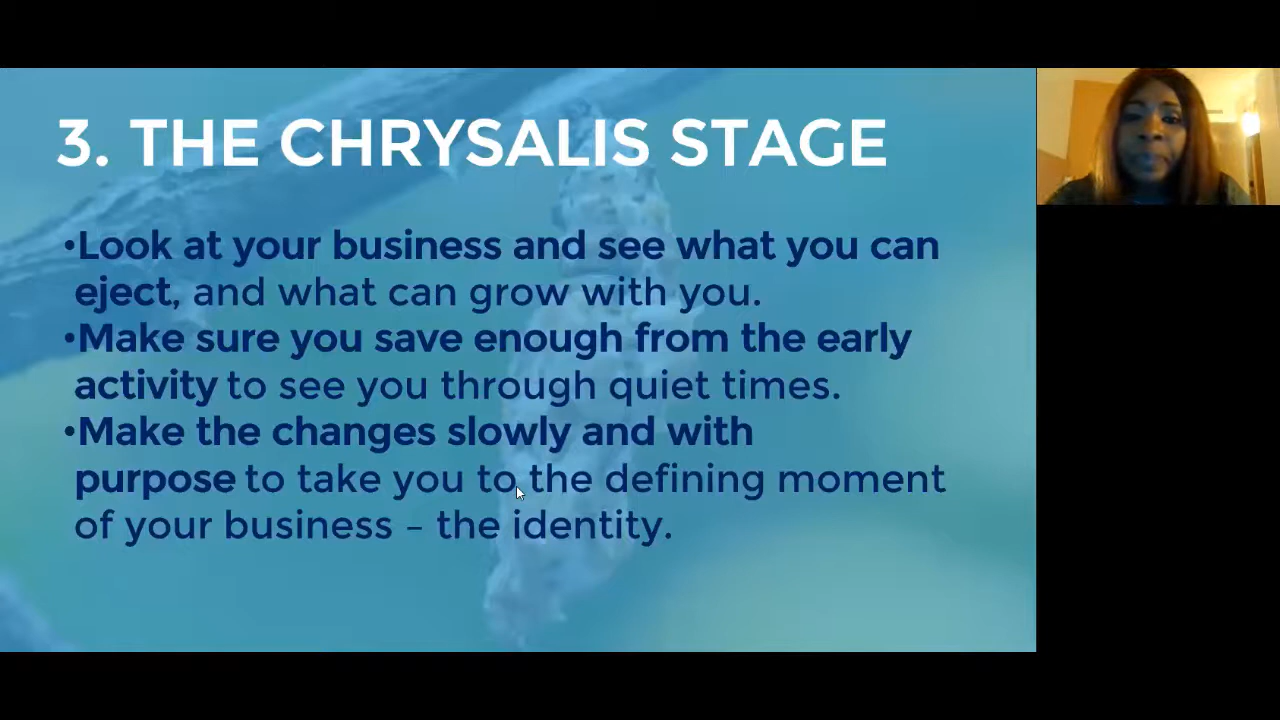 3. THE CHRYSALIS STAGE
•Look at your business and see what you can
eject, and what can grow with you.
•Make sure you save enough from the early
activity to see you through quiet times.
•Make the changes slowly and with
purpose to take you to the defining moment
of your business – the identity.